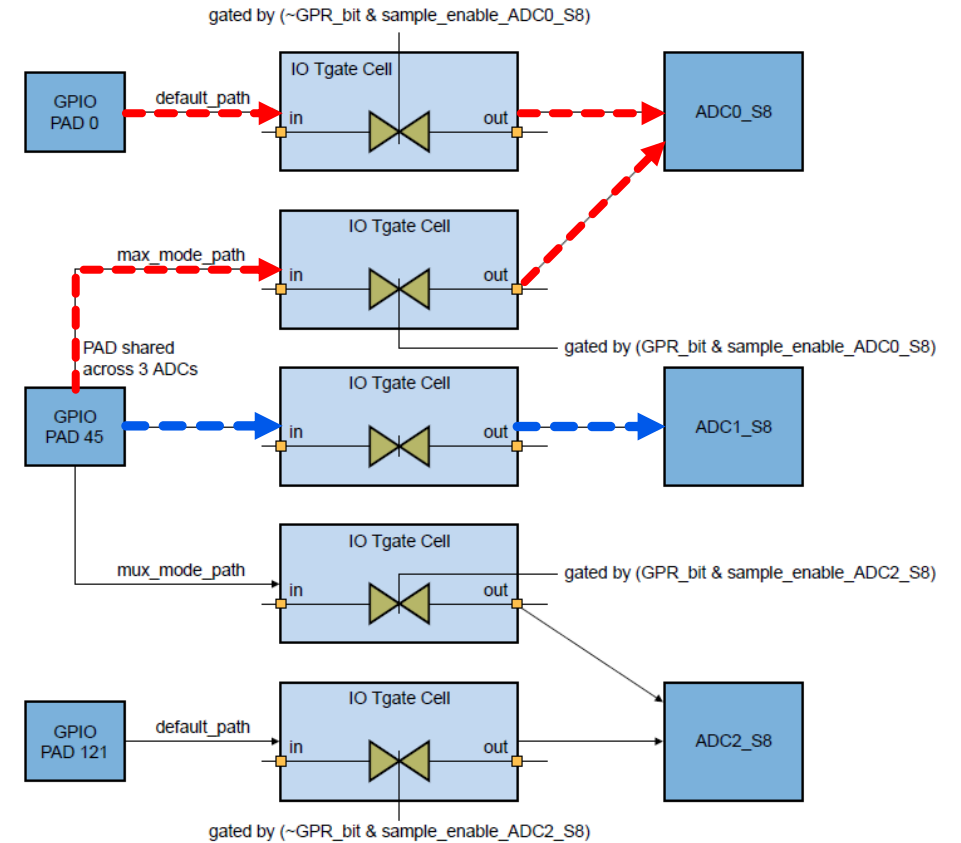 gated by (~GPR_bit & sample_enable_ADC0_S8)
GPIO
PAD 0
default_path
IO Tgate Cell
in
out
ADC0_S8
max_mode_path
IO Tgate Cell
in
out
gated by (GPR_bit & sample_enable_ADC0_S8)
PAD shared
across 3 ADCs
GPIO
PAD 45
IO Tgate Cell
in
out
ADC1_S8
mux_mode_path
IO Tgate Cell
in
out
gated by (GPR_bit & sample_enable_ADC2_S8)
GPIO
PAD 121
default_path
IO Tgate Cell
in
out
ADC2_S8
gated by (~GPR_bit & sample_enable_ADC2_S8)